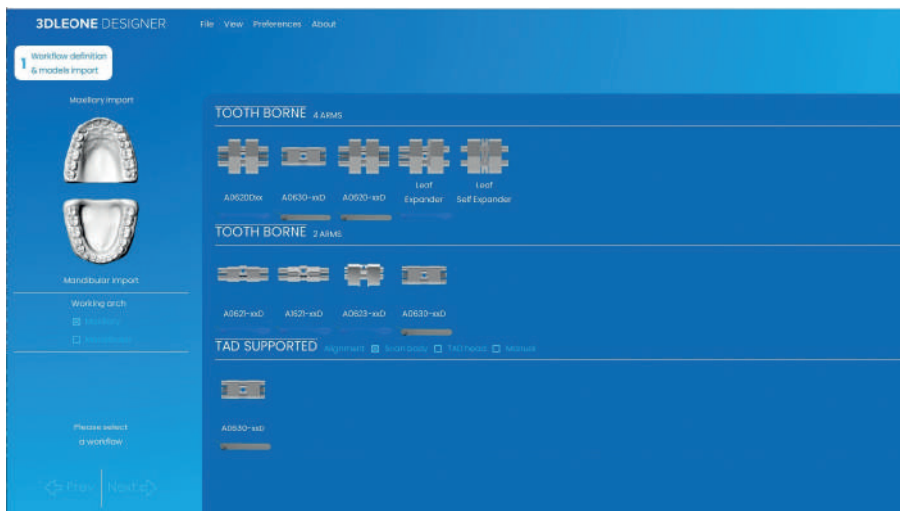 3DLEONE DESIGNER
File View Preferences About
1 Workflow definition
& models import
Maxillary import
Mandibular import
Working arch
Maxillary
Mandibular
Please select
a workflow
Prev Next
TOOTH BORNE 4 ARMS
A0620Dxx A0630-xxD A0620-xxD Leaf Expander Leaf Self Expander
TOOTH BORNE 2 ARMS
A0621-xxD A1621-xxD A0623-xxD A0630-xxD
TAD SUPPORTED Alignment Scan body TAD holes Manual
A0630-xxD